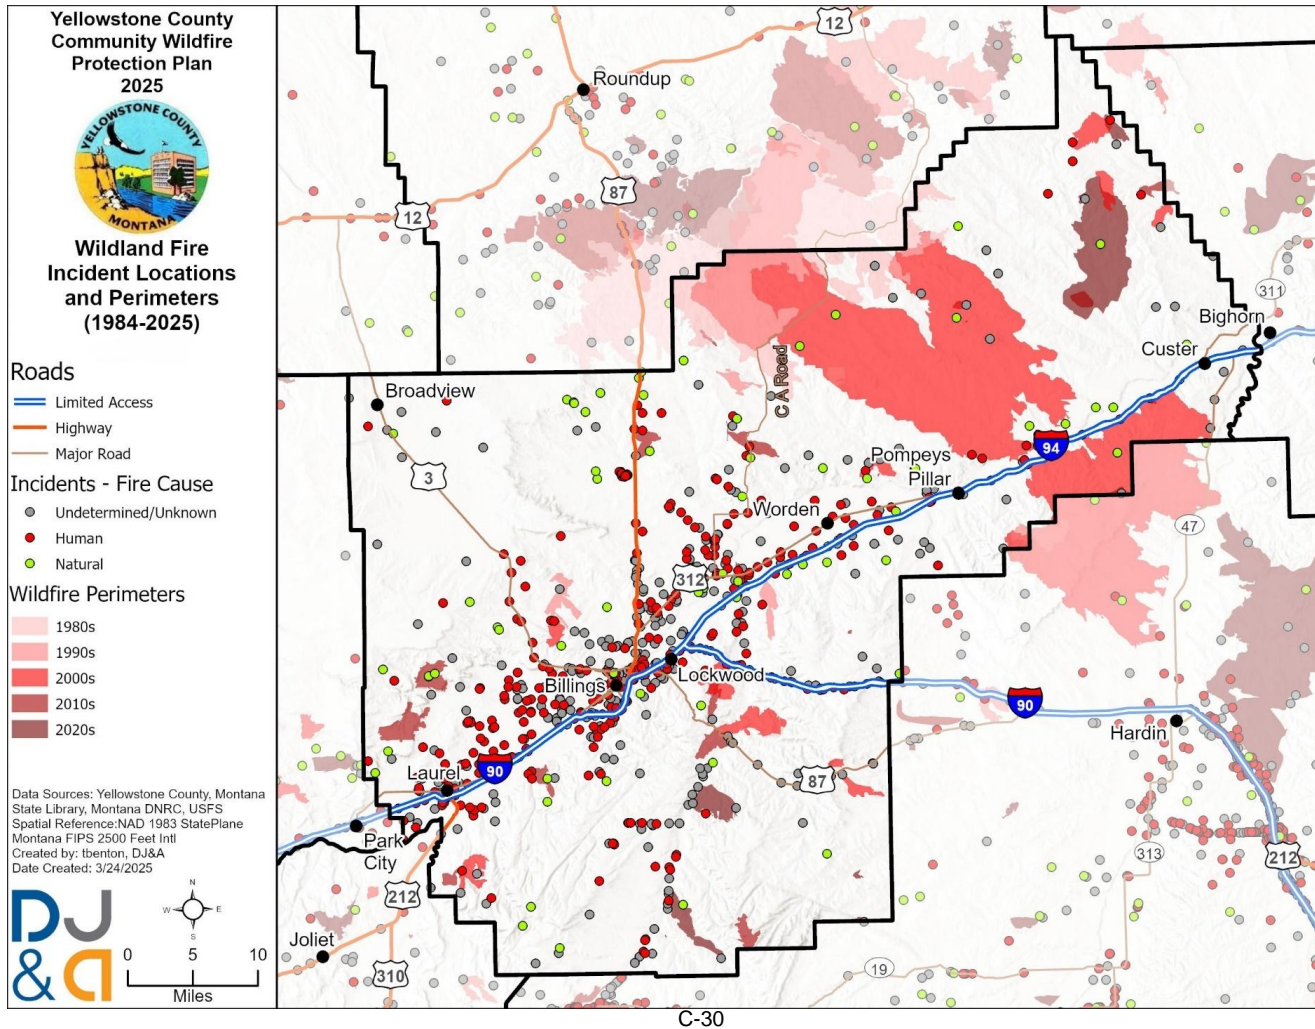 Yellowstone County
Community Wildfire
Protection Plan
2025
YELLOWSTONE COUNTY
MONTANA
Wildland Fire
Incident Locations
and Perimeters
(1984-2025)
Roads
Limited Access
Highway
Major Road
Incidents - Fire Cause
Undetermined/Unknown
Human
Natural
Wildfire Perimeters
1980s
1990s
2000s
2010s
2020s
Data Sources: Yellowstone County, Montana
State Library, Montana DNRC, USFS
Spatial Reference:NAD 1983 StatePlane
Montana FIPS 2500 Feet Intl
Created by: tbenton, DJ&A
Date Created: 3/24/2025
DJ
&a
N
W E
S
0 5 10
Miles
12
Roundup
87
12
311
Bighorn
Custer
C A Road
Broadview
94
3
Pompeys
Pillar
Worden
47
312
Lockwood
Billings
90
Hardin
90
Laurel
87
Park
City
313
212
212
Joliet
310
19
C-30